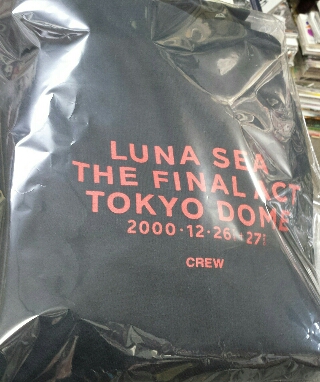 LUNA SEA
THE FINAL ACT
TOKYO DOME
2000·12·26·27
CREW